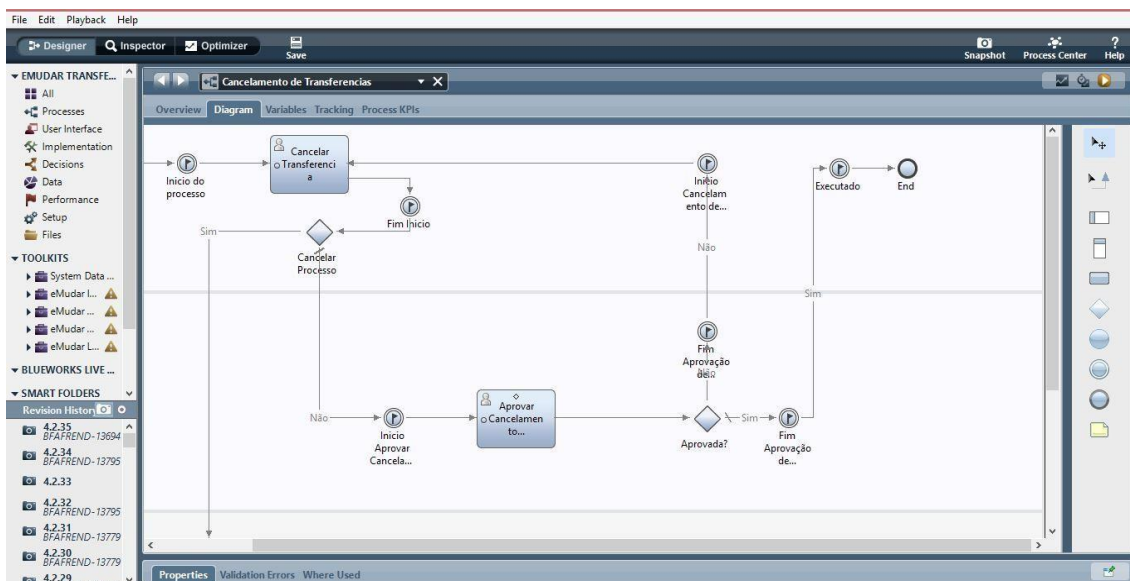 File Edit Playback Help
Designer Inspector Optimizer
Save
Snapshot Process Center Help
EMUDAR TRANSFE...
All
Processes
User Interface
Implementation
Decisions
Data
Performance
Setup
Files
TOOLKITS
System Data ...
eMudar I...
eMudar ...
eMudar ...
eMudar L...
BLUEWORKS LIVE ...
SMART FOLDERS
Revision History
4.2.35
BFAFREND-13694
4.2.34
BFAFREND-13795
4.2.33
4.2.32
BFAFREND-13795
4.2.31
BFAFREND-13779
4.2.30
BFAFREND-13779
4.2.29
Cancelamento de Transferencias
Overview Diagram Variables Tracking Process KPIs
Inicio do
processo
Cancelar
Transferenci
a
Fim Inicio
Sim
Cancelar
Processo
Início
Cancelam
ento de...
Executado
End
Não
Sim
Fim
Aprovação
de...
Não
Não
Inicio
Aprovar
Cancela...
Aprovar
Cancelamen
to...
Aprovada?
Sim
Fim
Aprovação
de...
Properties Validation Errors Where Used